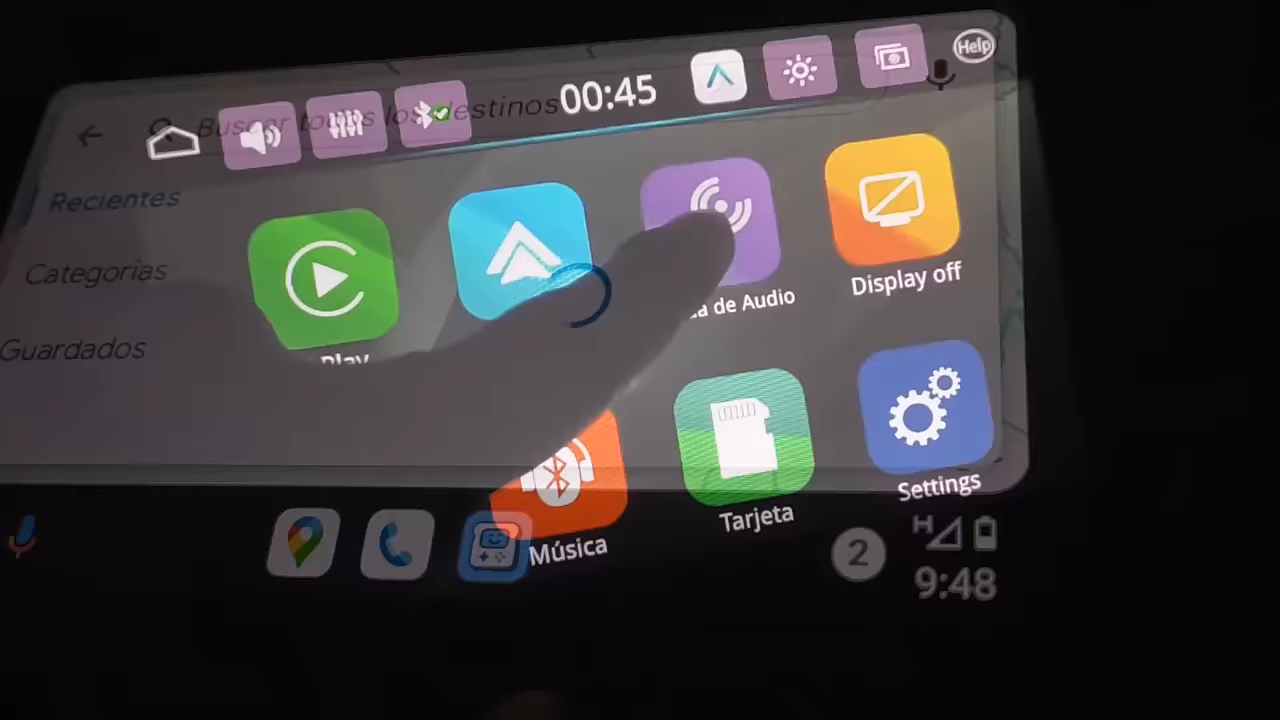 Help
00:45
Buscar todos los destinos
Recientes
Categorias
Guardados
Play
de Audio
Display off
Música
Tarjeta
Settings
2
H
9:48